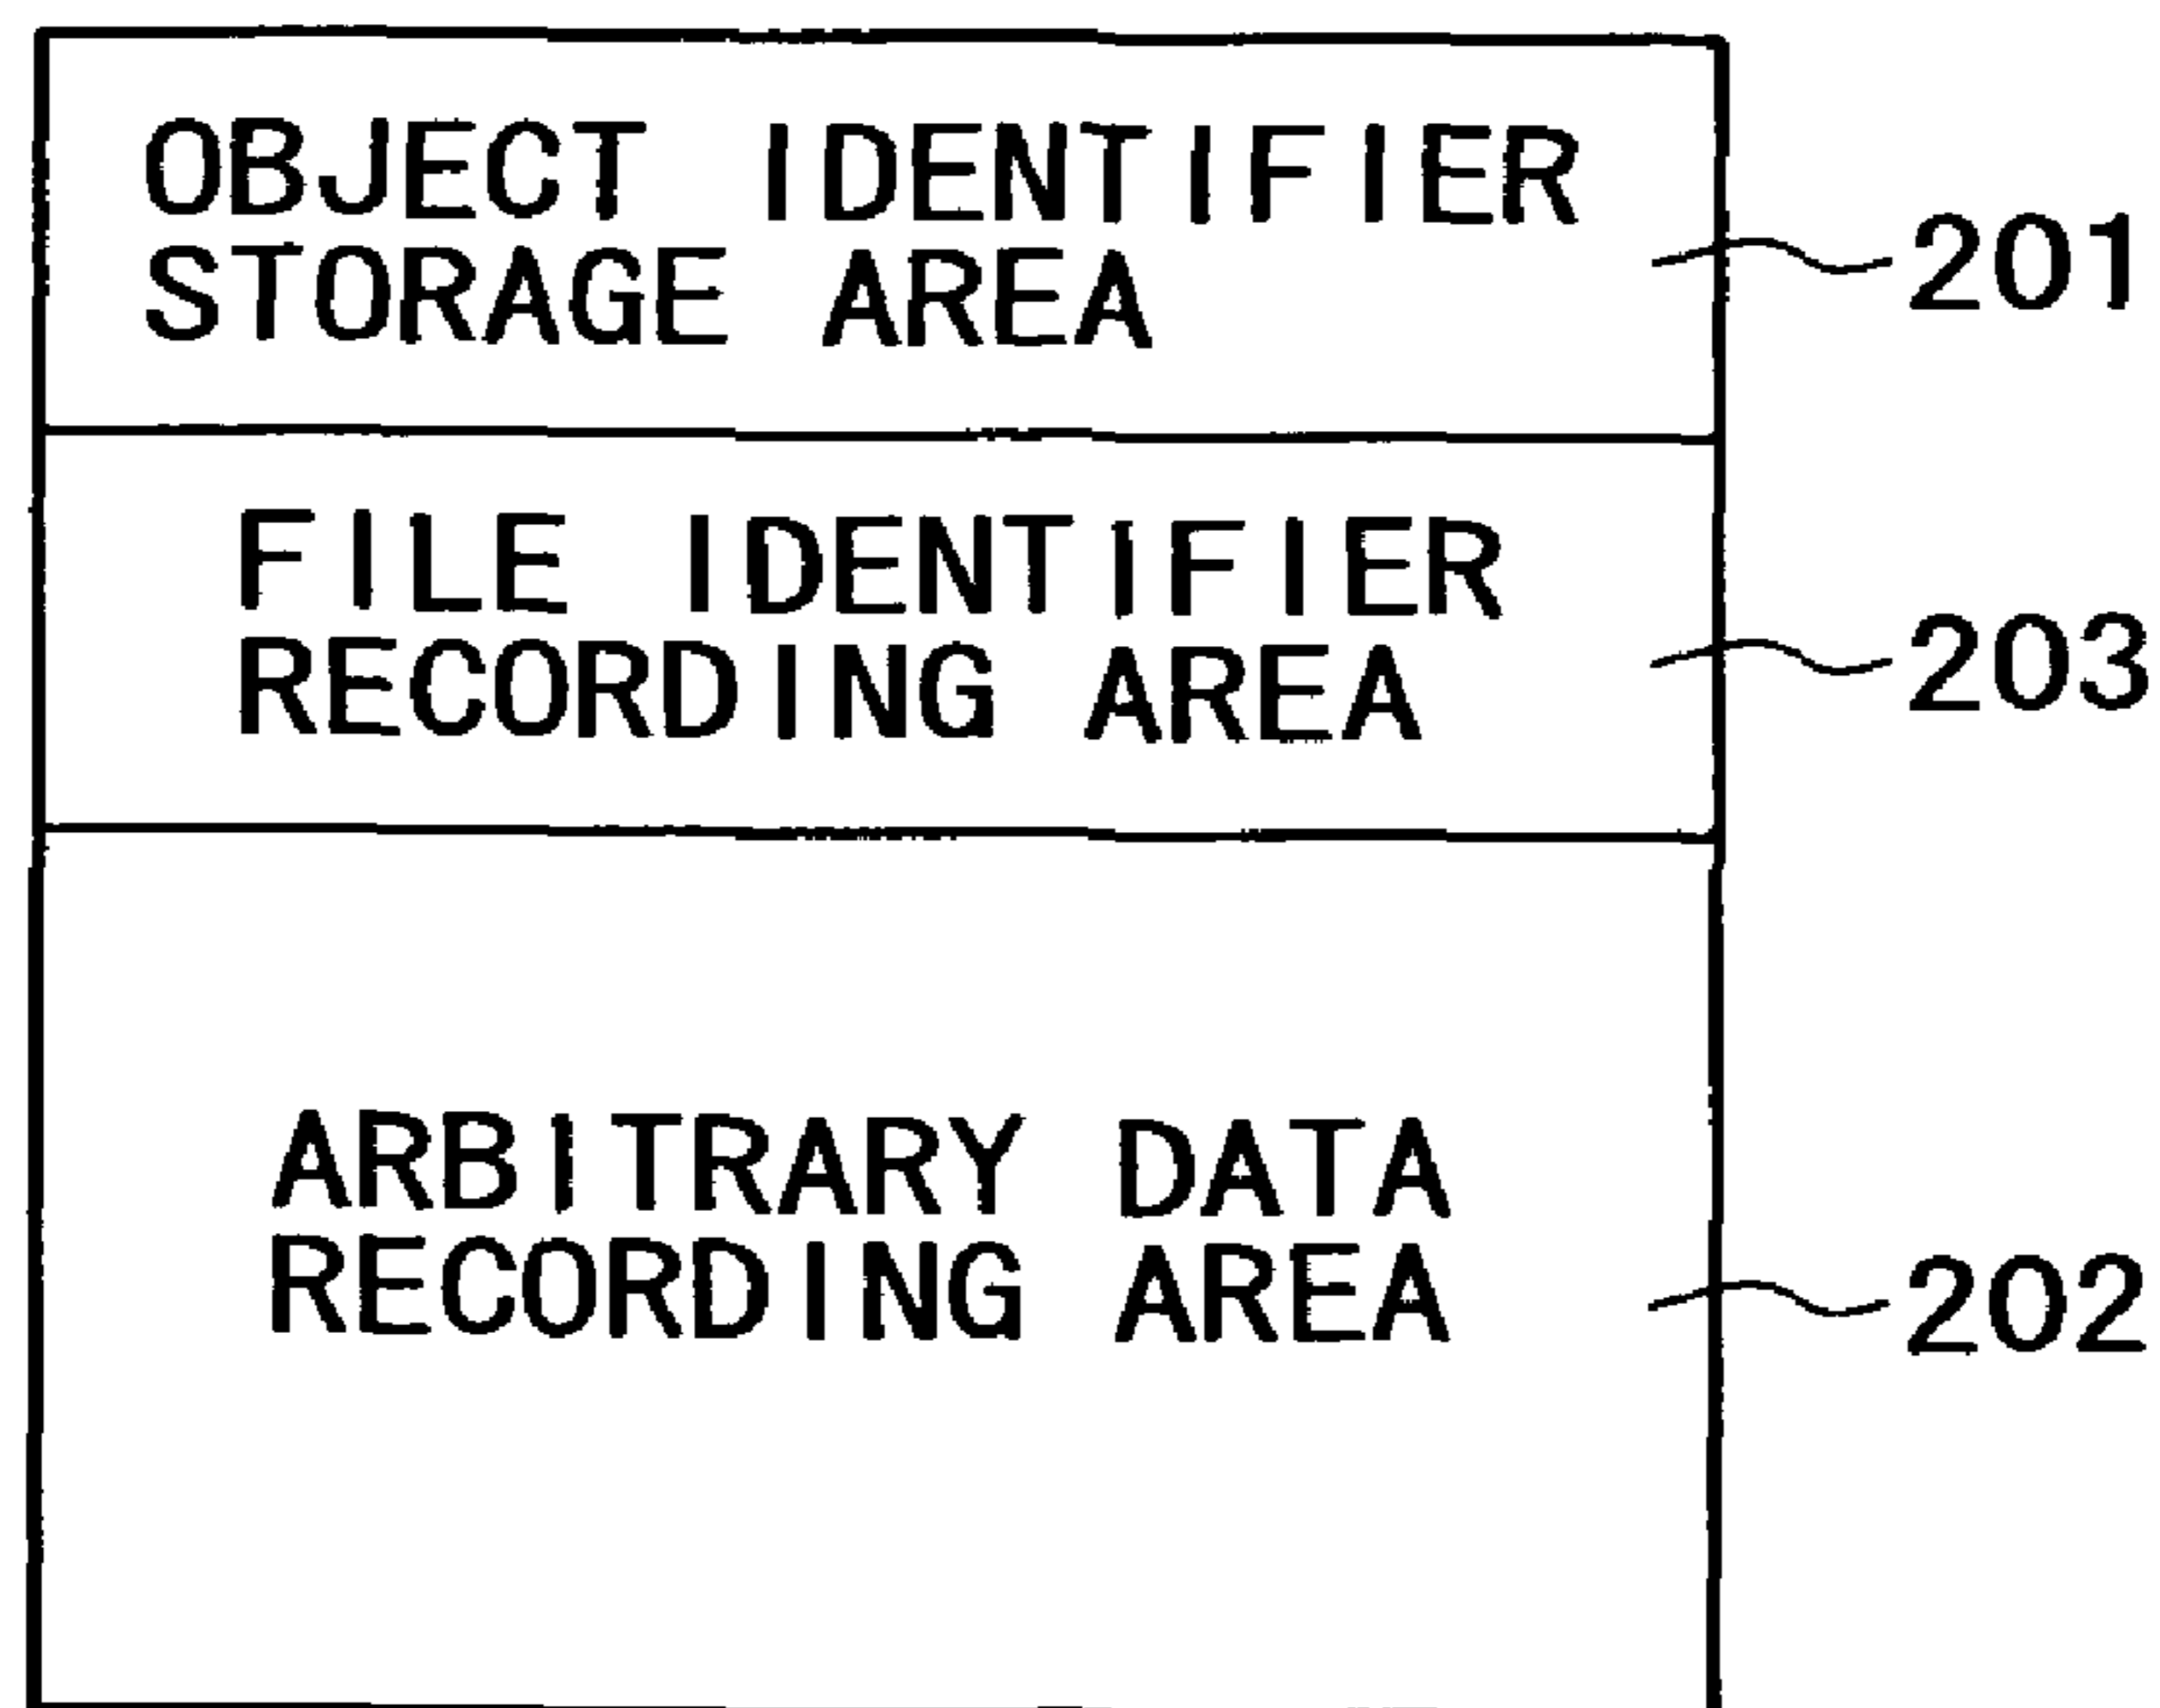 OBJECT IDENTIFIER
STORAGE AREA
201
FILE IDENTIFIER
RECORDING AREA
203
ARBITRARY DATA
RECORDING AREA
202